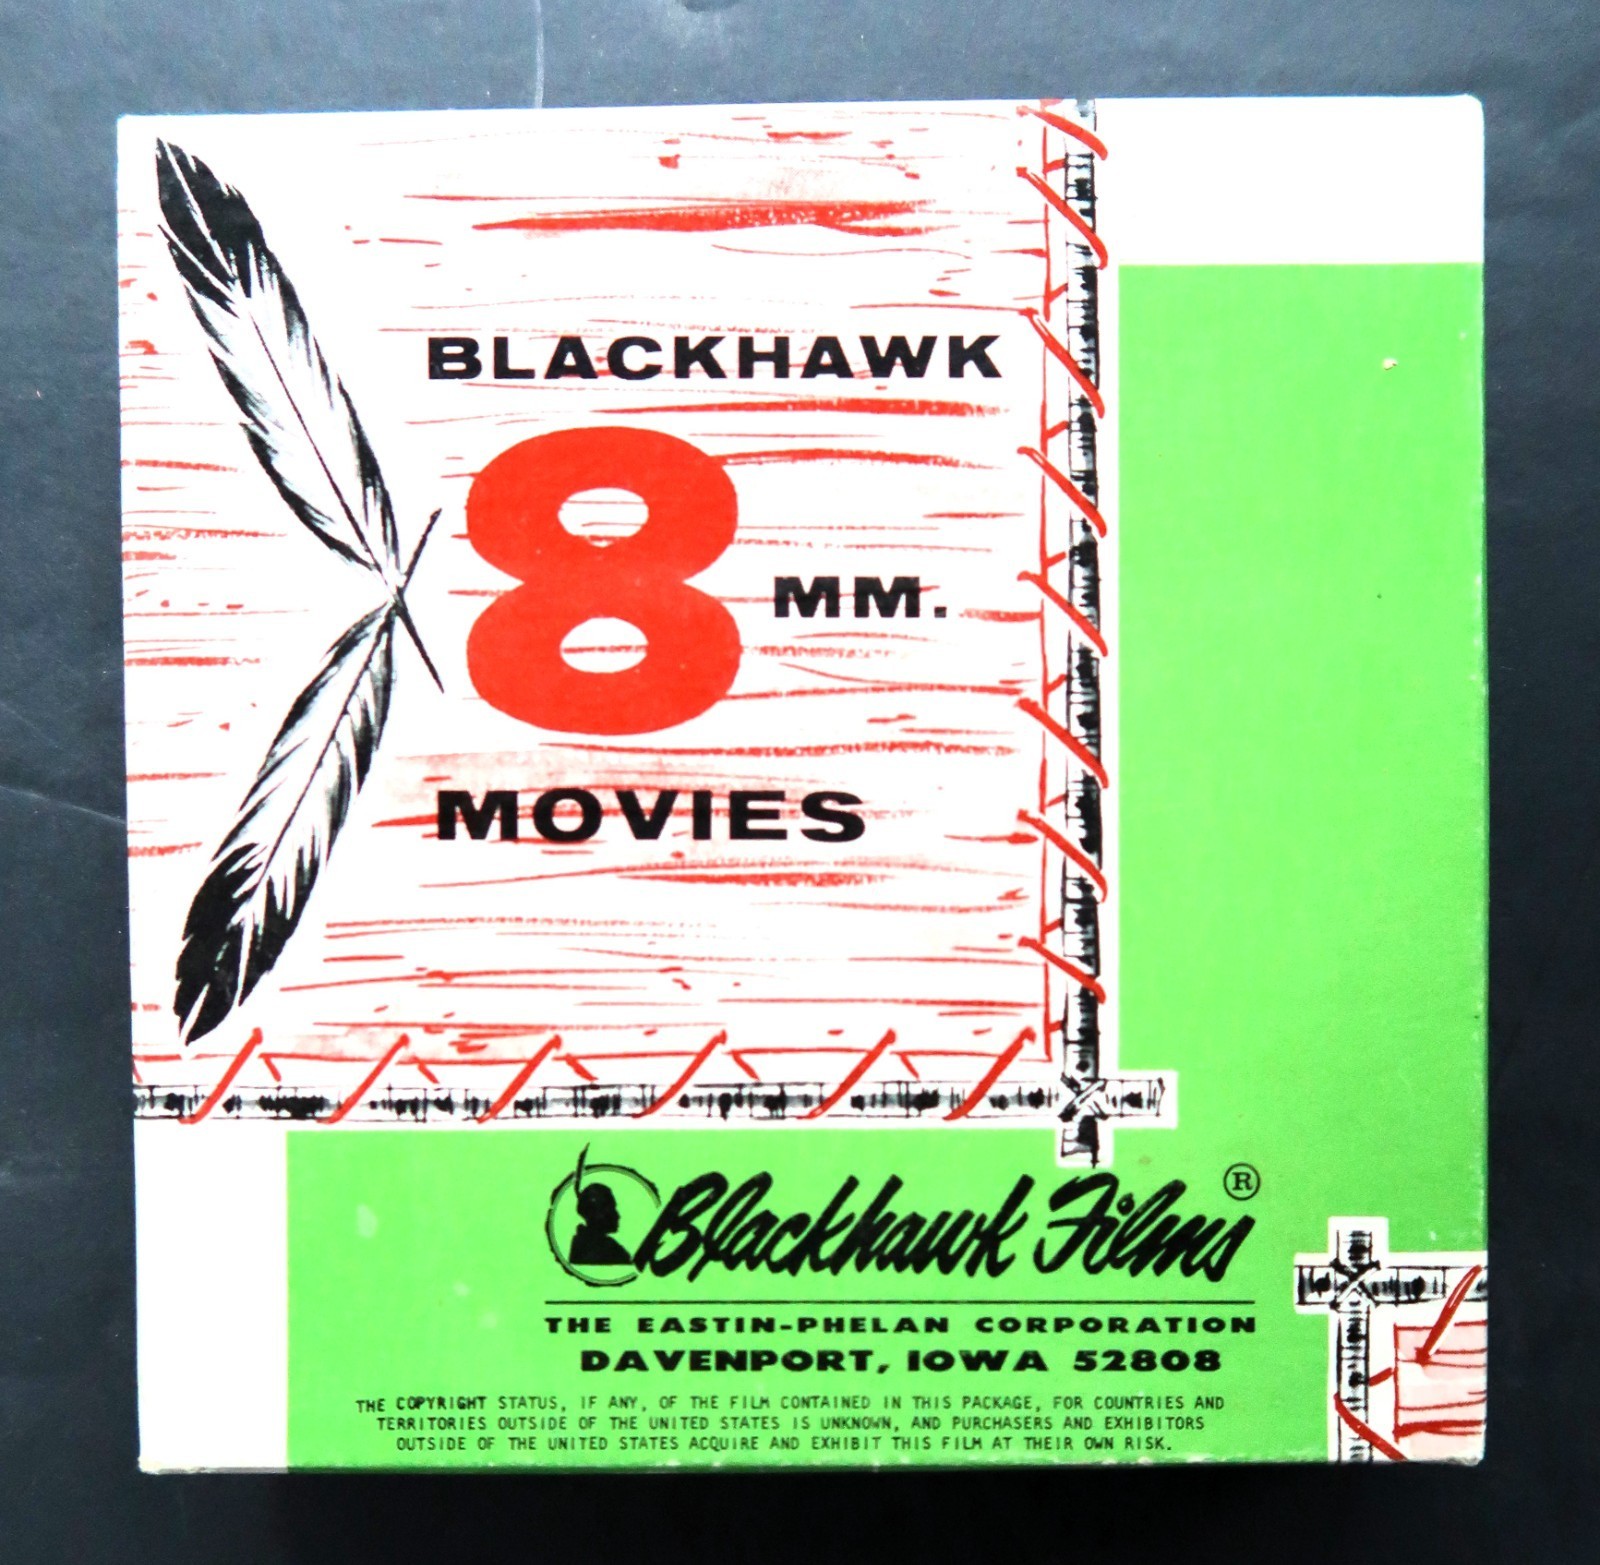 BLACKHAWK
8 MM.
MOVIES
Blackhawk Films ®
THE EASTIN-PHELAN CORPORATION
DAVENPORT, IOWA 52808
THE COPYRIGHT STATUS, IF ANY, OF THE FILM CONTAINED IN THIS PACKAGE, FOR COUNTRIES AND
TERRITORIES OUTSIDE OF THE UNITED STATES IS UNKNOWN, AND PURCHASERS AND EXHIBITORS
OUTSIDE OF THE UNITED STATES ACQUIRE AND EXHIBIT THIS FILM AT THEIR OWN RISK.